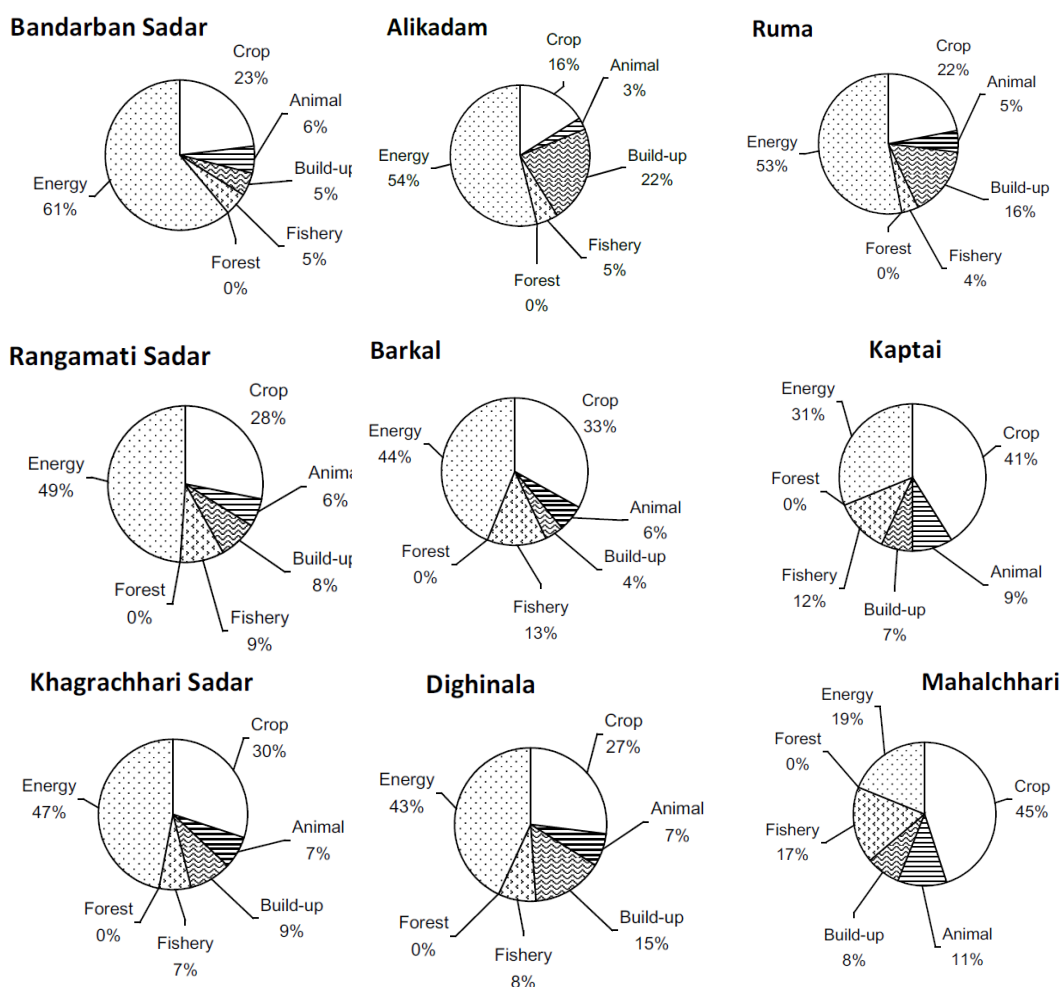 Bandarban Sadar
Crop
23%
Animal
6%
Build-up
5%
Fishery
5%
Forest
0%
Energy
61%
Alikadam
Crop
16%
Animal
3%
Build-up
22%
Fishery
5%
Forest
0%
Energy
54%
Ruma
Crop
22%
Animal
5%
Build-up
16%
Fishery
4%
Forest
0%
Energy
53%
Rangamati Sadar
Crop
28%
Animal
6%
Build-up
8%
Fishery
9%
Forest
0%
Energy
49%
Barkal
Crop
33%
Animal
6%
Build-up
4%
Fishery
13%
Forest
0%
Energy
44%
Kaptai
Crop
41%
Animal
9%
Build-up
7%
Fishery
12%
Forest
0%
Energy
31%
Khagrachhari Sadar
Crop
30%
Animal
7%
Build-up
9%
Fishery
7%
Forest
0%
Energy
47%
Dighinala
Crop
27%
Animal
7%
Build-up
15%
Fishery
8%
Forest
0%
Energy
43%
Mahalchhari
Crop
45%
Animal
11%
Build-up
8%
Fishery
17%
Forest
0%
Energy
19%